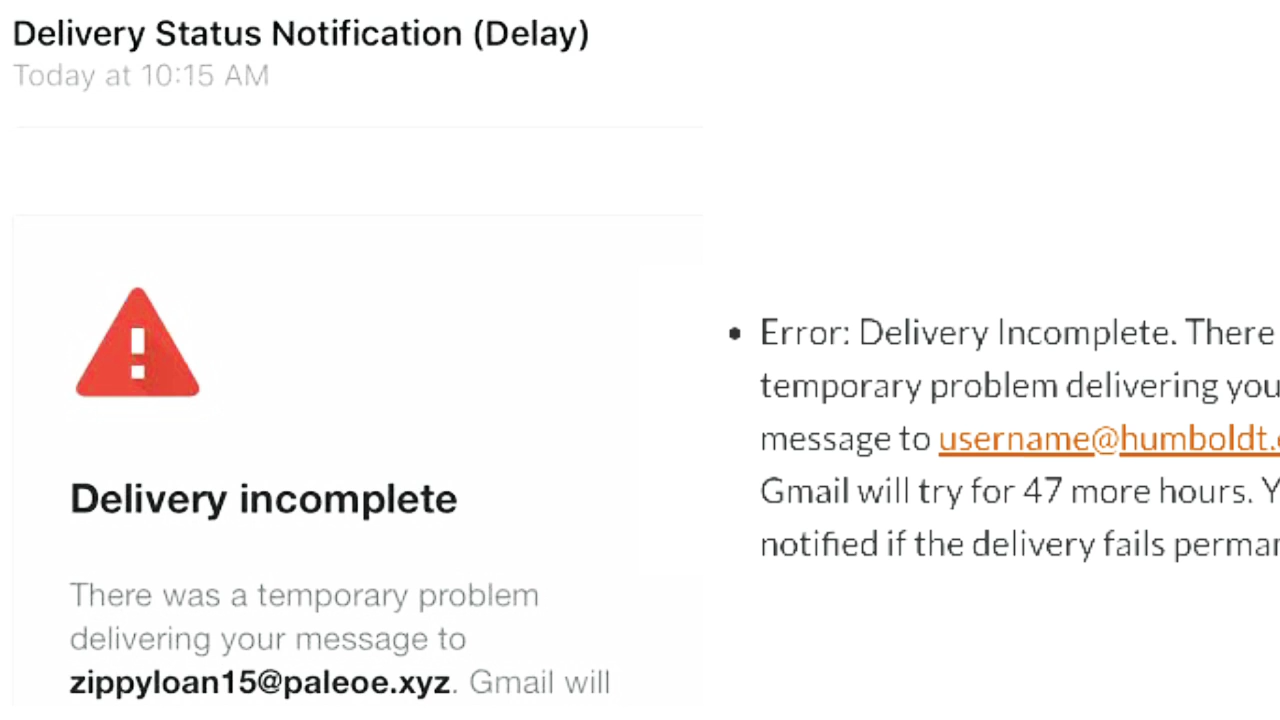 Delivery Status Notification (Delay)
Today at 10:15 AM
Delivery incomplete
There was a temporary problem
delivering your message to
zippyloan15@paleoe.xyz. Gmail will
• Error: Delivery Incomplete. There
temporary problem delivering you
message to username@humboldt.
Gmail will try for 47 more hours. Y
notified if the delivery fails perma